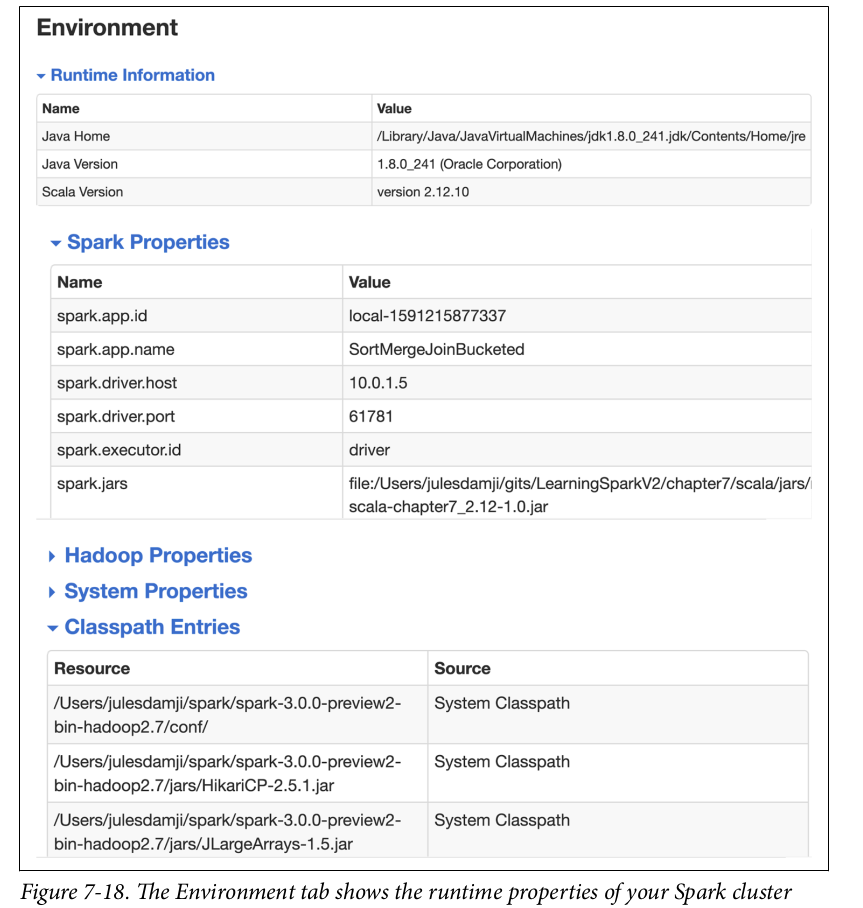 Environment
Runtime Information
Name Value
Java Home /Library/Java/JavaVirtualMachines/jdk1.8.0_241.jdk/Contents/Home/jre
Java Version 1.8.0_241 (Oracle Corporation)
Scala Version version 2.12.10
Spark Properties
Name Value
spark.app.id local-1591215877337
spark.app.name SortMergeJoinBucketed
spark.driver.host 10.0.1.5
spark.driver.port 61781
spark.executor.id driver
spark.jars file:/Users/julesdamji/gits/LearningSparkV2/chapter7/scala/jars/
scala-chapter7_2.12-1.0.jar
Hadoop Properties
System Properties
Classpath Entries
Resource Source
/Users/julesdamji/spark/spark-3.0.0-preview2- System Classpath
bin-hadoop2.7/conf/
/Users/julesdamji/spark/spark-3.0.0-preview2- System Classpath
bin-hadoop2.7/jars/HikariCP-2.5.1.jar
/Users/julesdamji/spark/spark-3.0.0-preview2- System Classpath
bin-hadoop2.7/jars/JLargeArrays-1.5.jar
Figure 7-18. The Environment tab shows the runtime properties of your Spark cluster